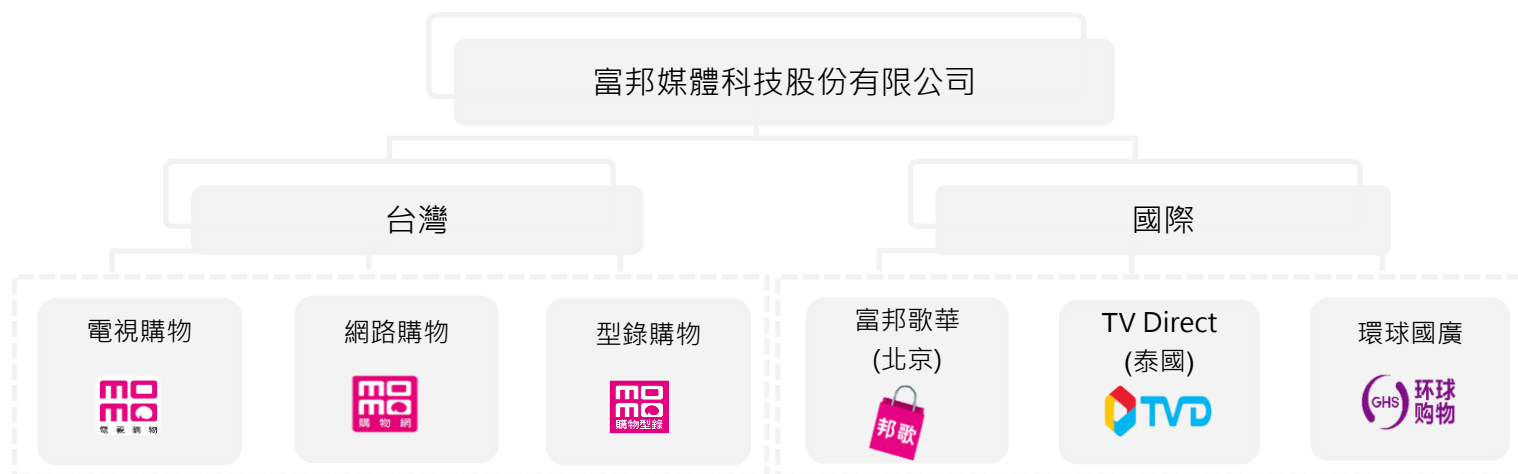 富邦媒體科技股份有限公司
台灣
國際
電視購物
momo
電視購物
網路購物
momo
購物網
型錄購物
momo
購物型錄
富邦歌華
(北京)
邦歌
TV Direct
(泰國)
TVD
環球國廣
GHS
环球
购物